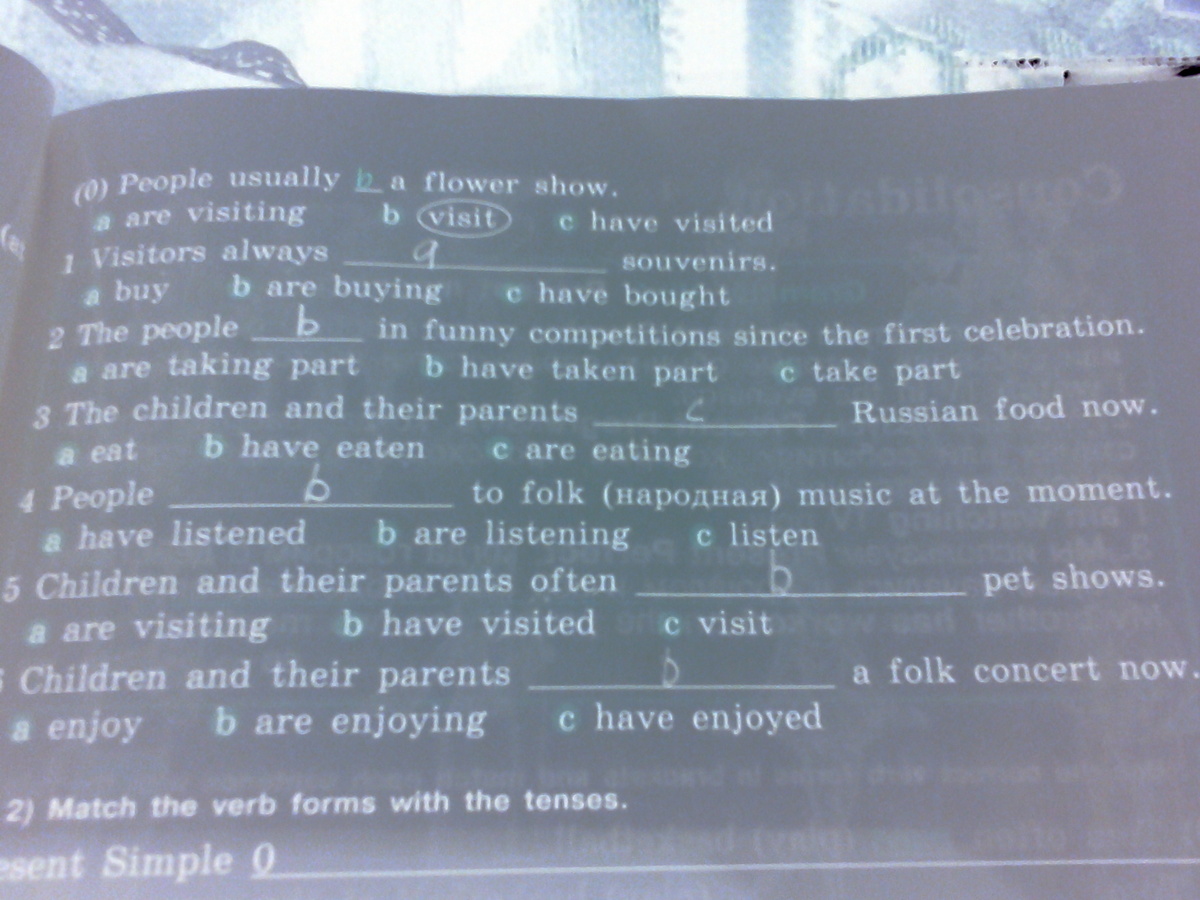 (0) People usually b a flower show.
a are visiting b visit c have visited
1 Visitors always a souvenirs.
a buy b are buying c have bought
2 The people b in funny competitions since the first celebration.
a are taking part b have taken part c take part
3 The children and their parents c Russian food now.
a eat b have eaten c are eating
4 People b to folk (народная) music at the moment.
a have listened b are listening c listen
5 Children and their parents often b pet shows.
a are visiting b have visited c visit
6 Children and their parents b a folk concert now.
a enjoy b are enjoying c have enjoyed
2) Match the verb forms with the tenses.
esent Simple 0